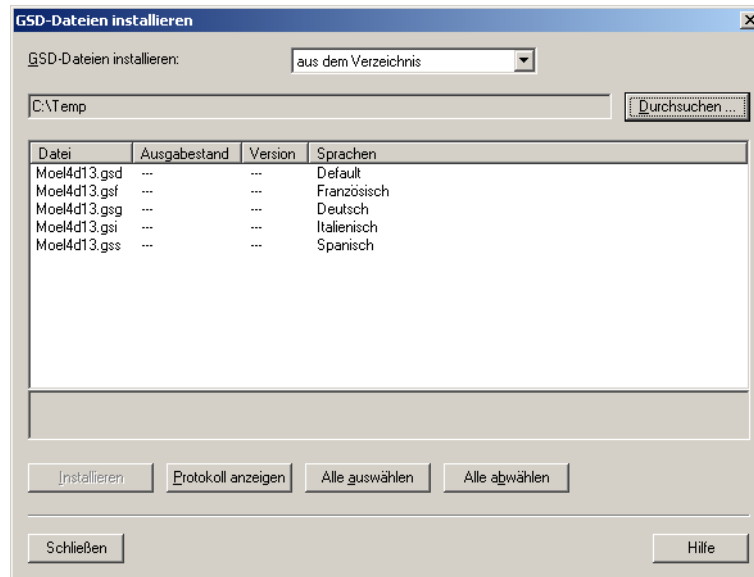 GSD-Dateien installieren
GSD-Dateien installieren: aus dem Verzeichnis
C:\Temp Durchsuchen ...
Datei Ausgabestand Version Sprachen
Moel4d13.gsd --- --- Default
Moel4d13.gsf --- --- Französisch
Moel4d13.gsg --- --- Deutsch
Moel4d13.gsi --- --- Italienisch
Moel4d13.gss --- --- Spanisch
Installieren Protokoll anzeigen Alle auswählen Alle abwählen
Schließen Hilfe